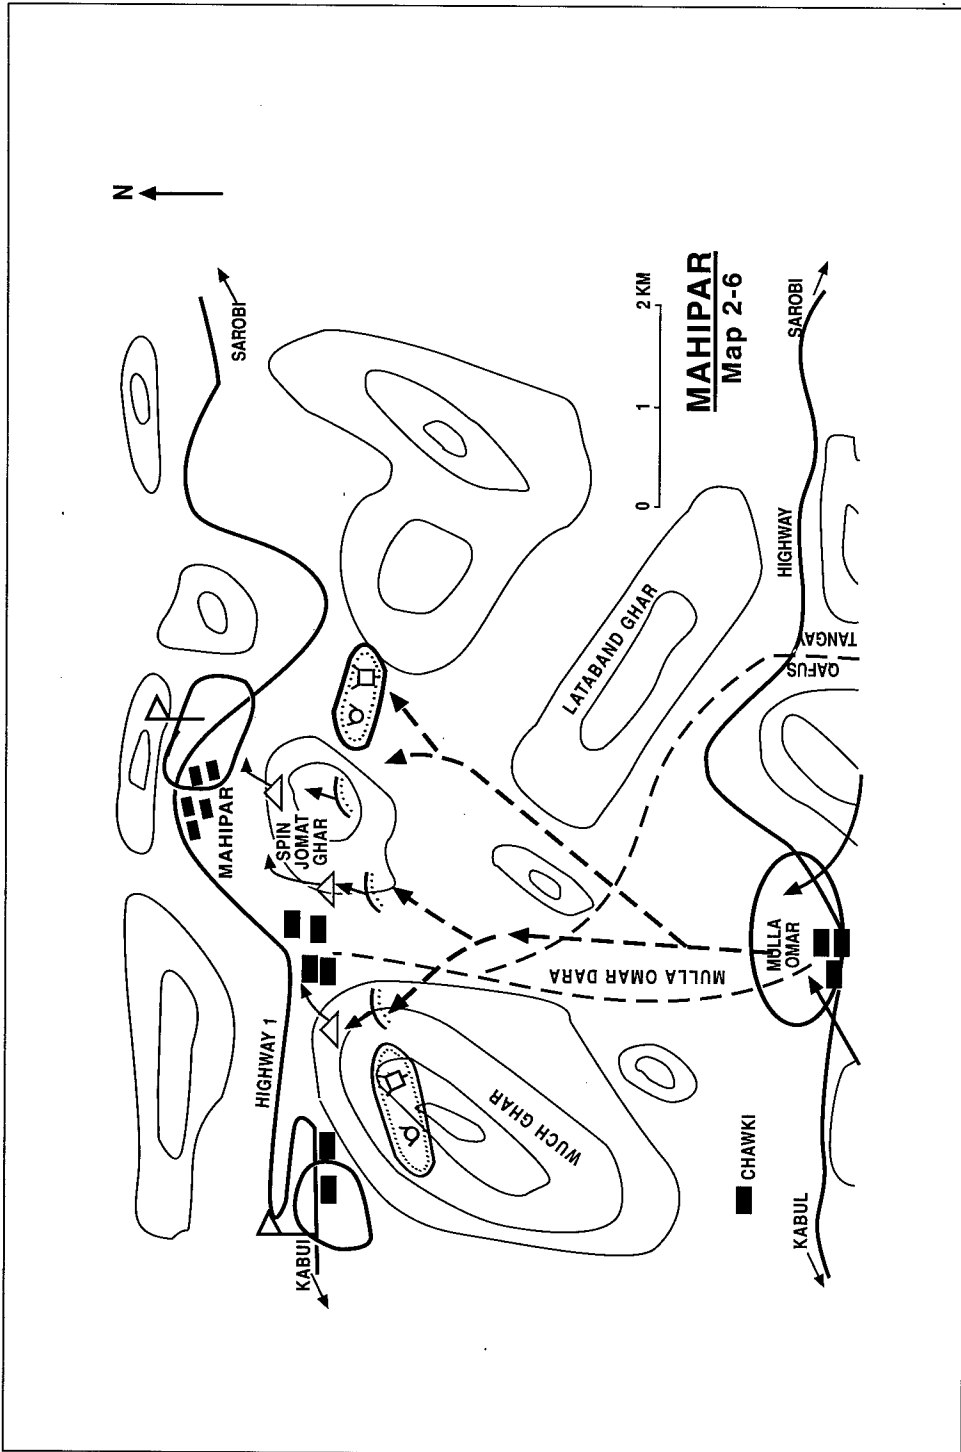 N
SAROBI
MAHIPAR
SPIN
JOMAT
GHAR
HIGHWAY 1
KABUL
WUCH GHAR
MULLA OMAR DARA
LATABAND GHAR
0 1 2 KM
MAHIPAR
Map 2-6
CHAWKI
KABUL
MULLA
OMAR
QAFUS
TANGAY
HIGHWAY
SAROBI